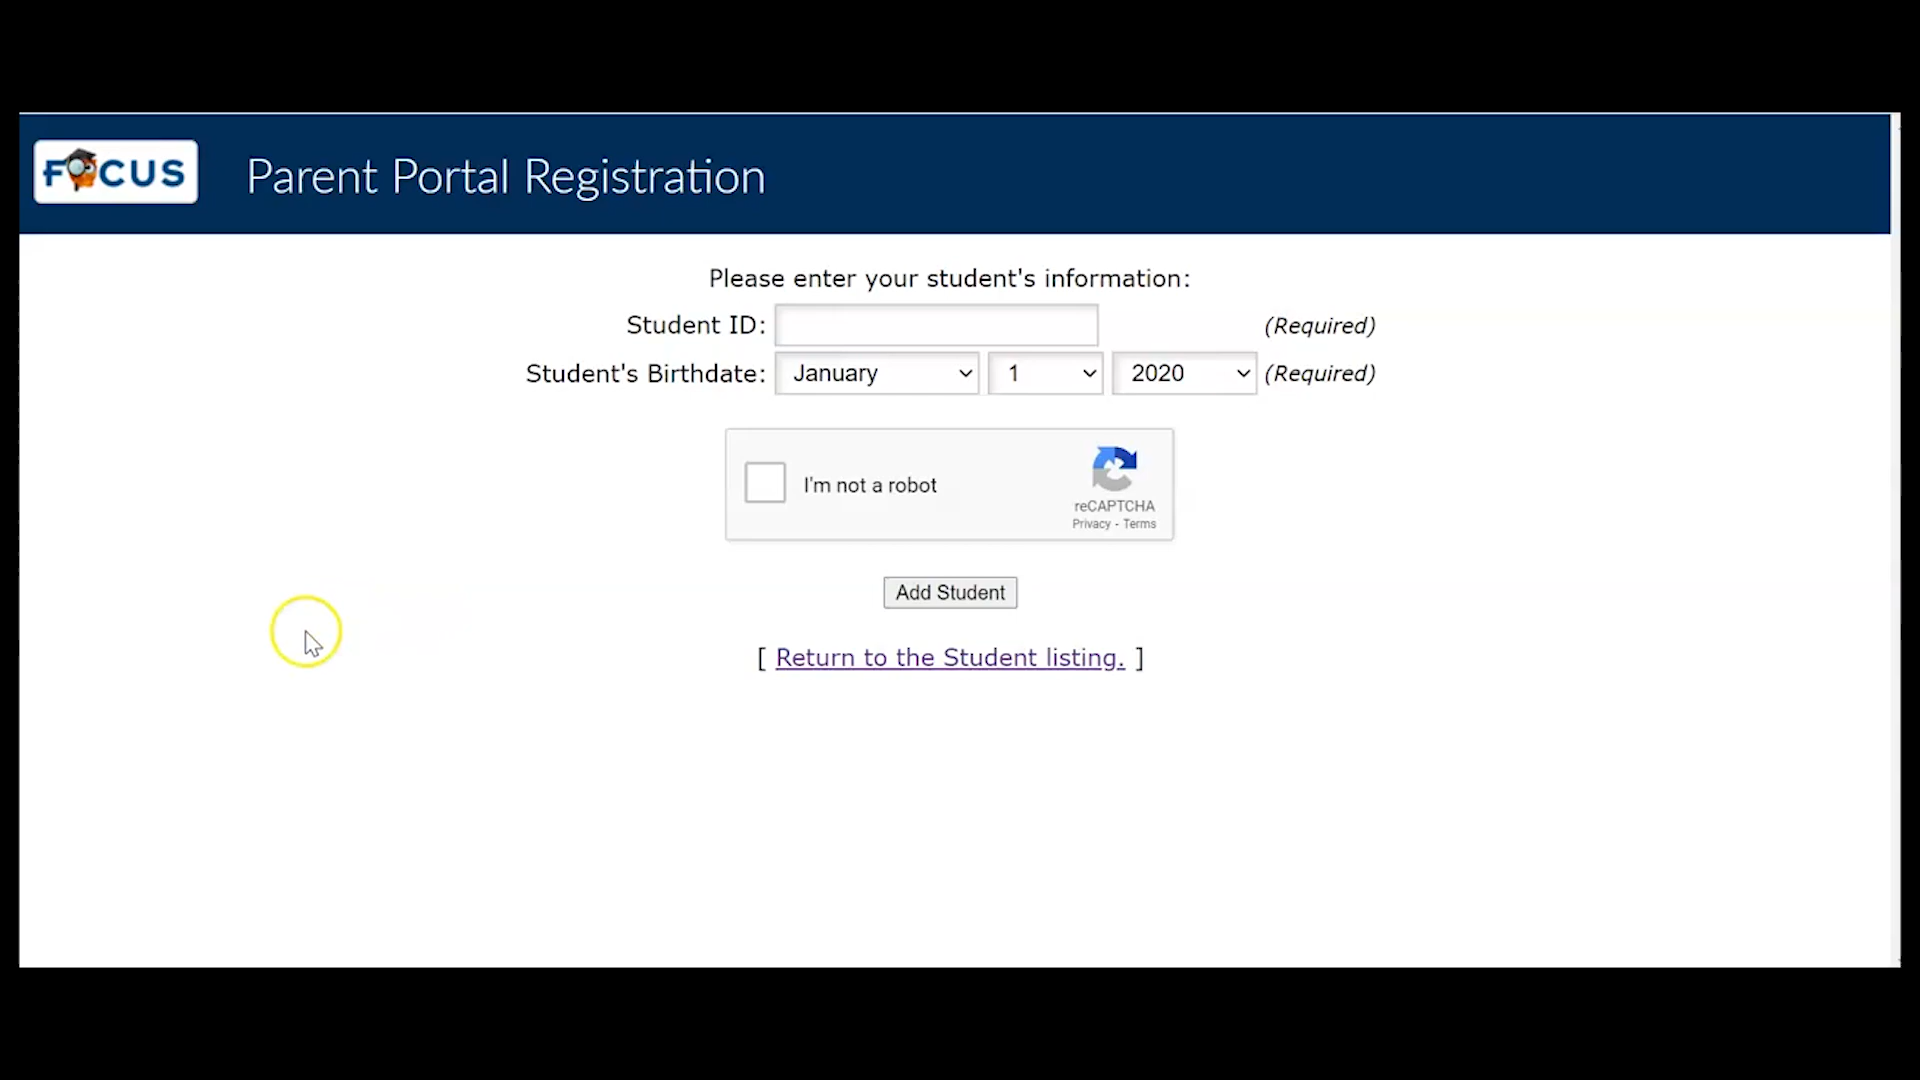 FOCUS Parent Portal Registration
Please enter your student's information:
Student ID: (Required)
Student's Birthdate: January 1 2020 (Required)
I'm not a robot
reCAPTCHA
Privacy - Terms
Add Student
[ Return to the Student listing. ]